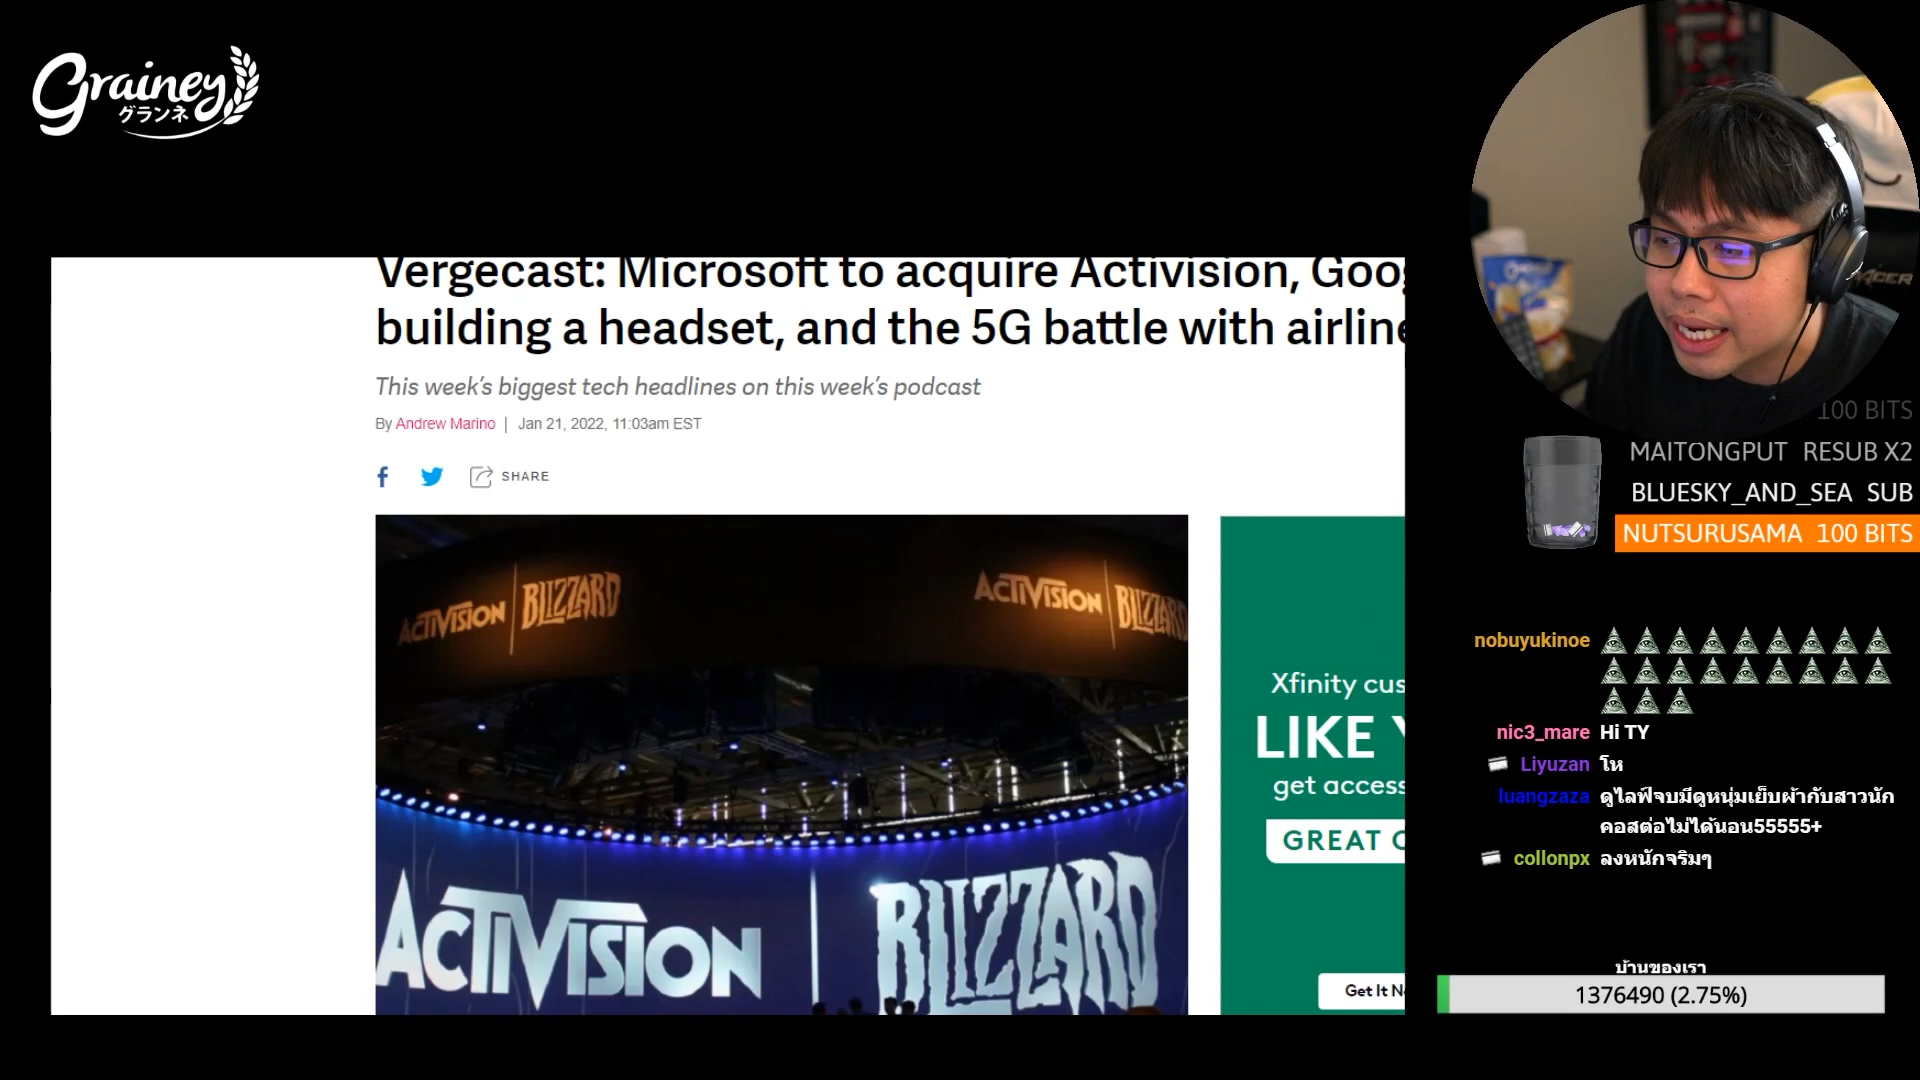 Grainey
グランネ
Vergecast: Microsoft to acquire Activision, Goo
building a headset, and the 5G battle with airline
This week's biggest tech headlines on this week's podcast
By Andrew Marino | Jan 21, 2022, 11:03am EST
SHARE
ACTIVISION BLIZZARD
ACTIVISION BLIZZARD
ACTIVISION BLIZZARD
Xfinity cus
LIKE
get access
GREAT
Get It
ACER
100 BITS
MAITONGPUT RESUB X2
BLUESKY_AND_SEA SUB
NUTSURUSAMA 100 BITS
nobuyukinoe
nic3_mare Hi TY
Liyuzan โห
luangzaza ดูไลฟ์จบมีดูหนุ่มเย็บผ้ากับสาวนัก
คอสต่อไม่ได้นอน55555+
collonpx ลงหนักจริมๆ
บ้านของเรา
1376490 (2.75%)